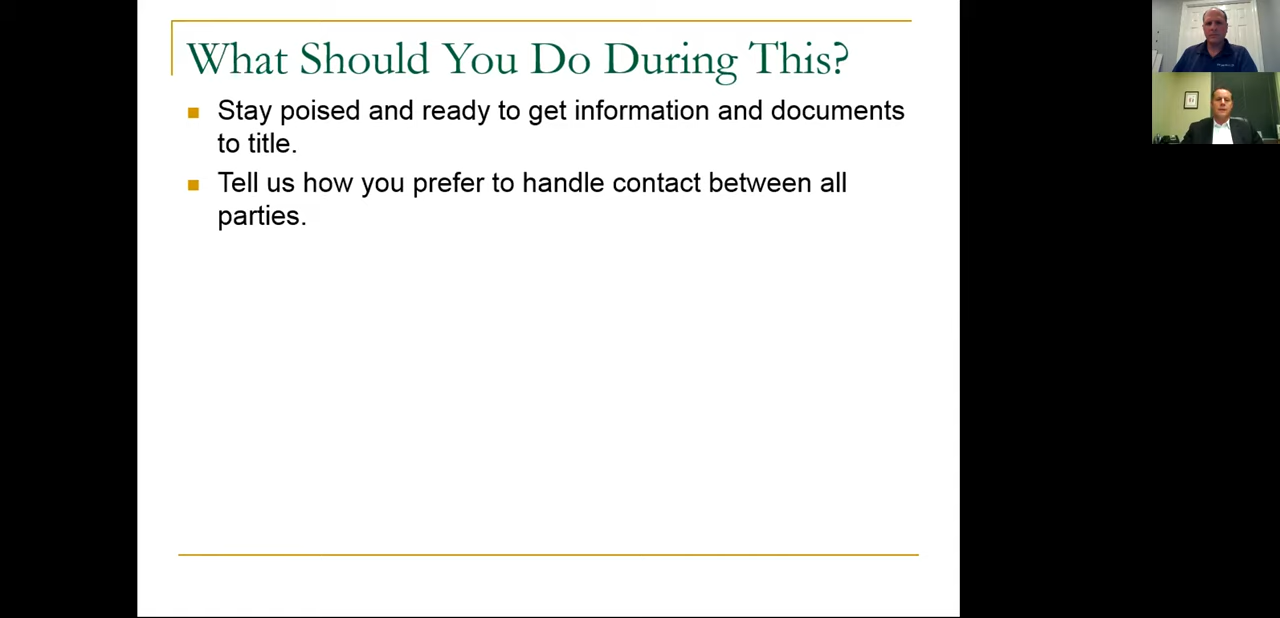 What Should You Do During This?
Stay poised and ready to get information and documents
to title.
Tell us how you prefer to handle contact between all
parties.